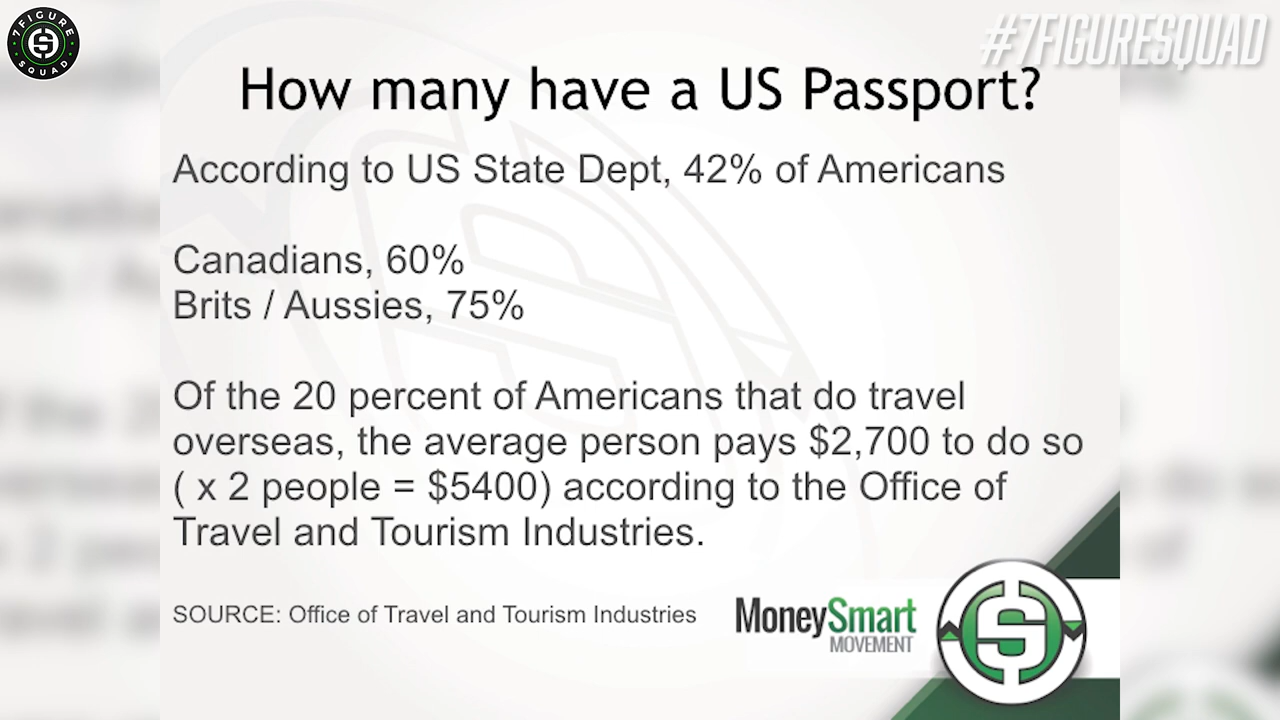 7 FIGURE
SQUAD
#7FIGURESQUAD
How many have a US Passport?
According to US State Dept, 42% of Americans
Canadians, 60%
Brits / Aussies, 75%
Of the 20 percent of Americans that do travel
overseas, the average person pays $2,700 to do so
( x 2 people = $5400) according to the Office of
Travel and Tourism Industries.
SOURCE: Office of Travel and Tourism Industries
MoneySmart
MOVEMENT